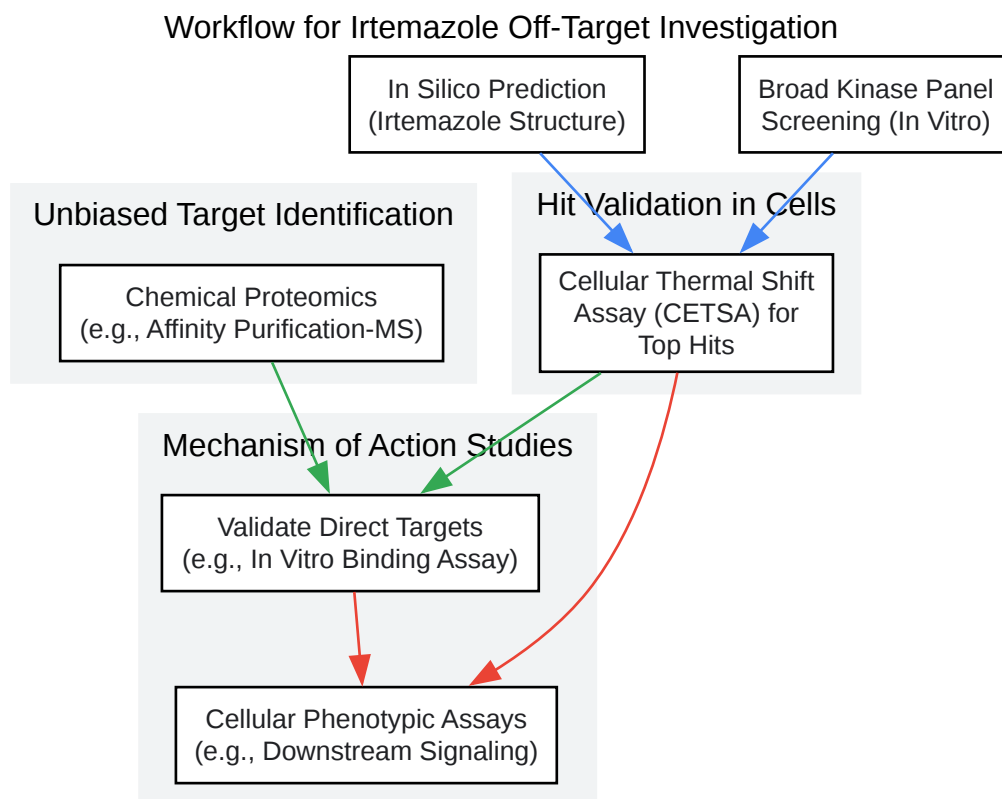 Workflow for Irtemazole Off-Target Investigation
In Silico Prediction
(Irtemazole Structure)
Broad Kinase Panel
Screening (In Vitro)
Unbiased Target Identification
Hit Validation in Cells
Chemical Proteomics
(e.g., Affinity Purification-MS)
Cellular Thermal Shift
Assay (CETSA) for
Top Hits
Mechanism of Action Studies
Validate Direct Targets
(e.g., In Vitro Binding Assay)
Cellular Phenotypic Assays
(e.g., Downstream Signaling)